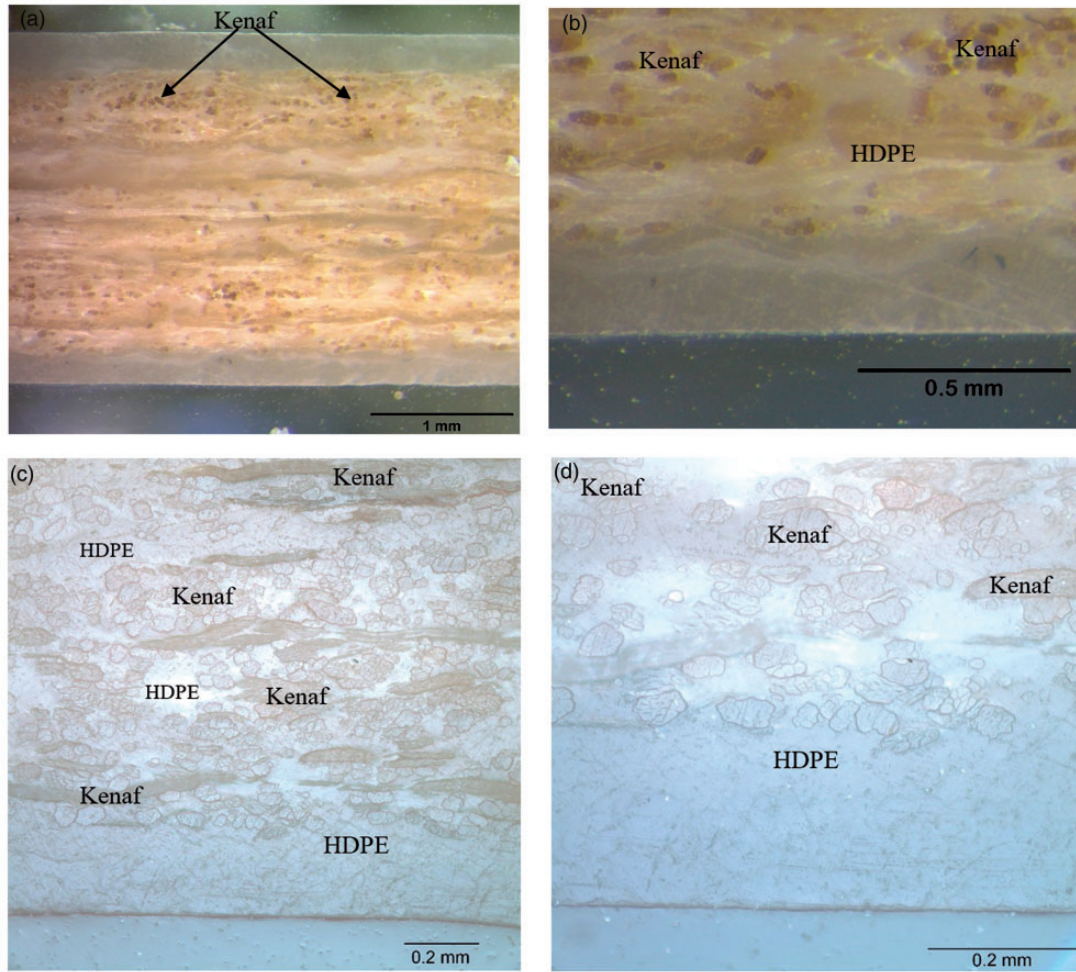 (a)
Kenaf
1 mm
(b)
Kenaf
Kenaf
HDPE
0.5 mm
(c)
Kenaf
HDPE
Kenaf
HDPE
Kenaf
Kenaf
HDPE
0.2 mm
(d)
Kenaf
Kenaf
Kenaf
HDPE
0.2 mm